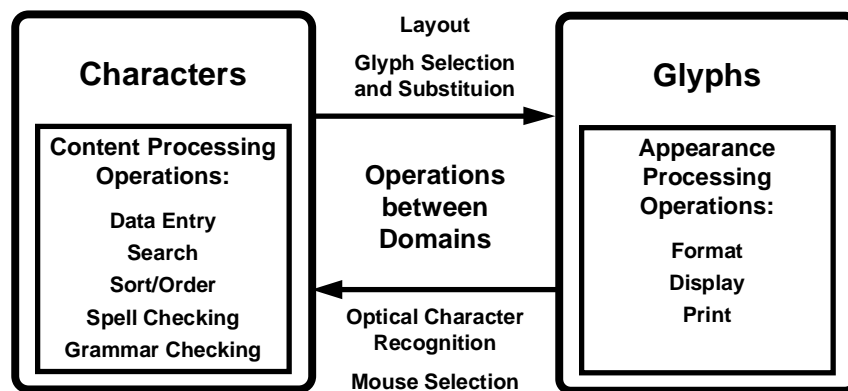 Characters
Content Processing
Operations:
Data Entry
Search
Sort/Order
Spell Checking
Grammar Checking
Layout
Glyph Selection
and Substituion
Operations
between
Domains
Optical Character
Recognition
Mouse Selection
Glyphs
Appearance
Processing
Operations:
Format
Display
Print